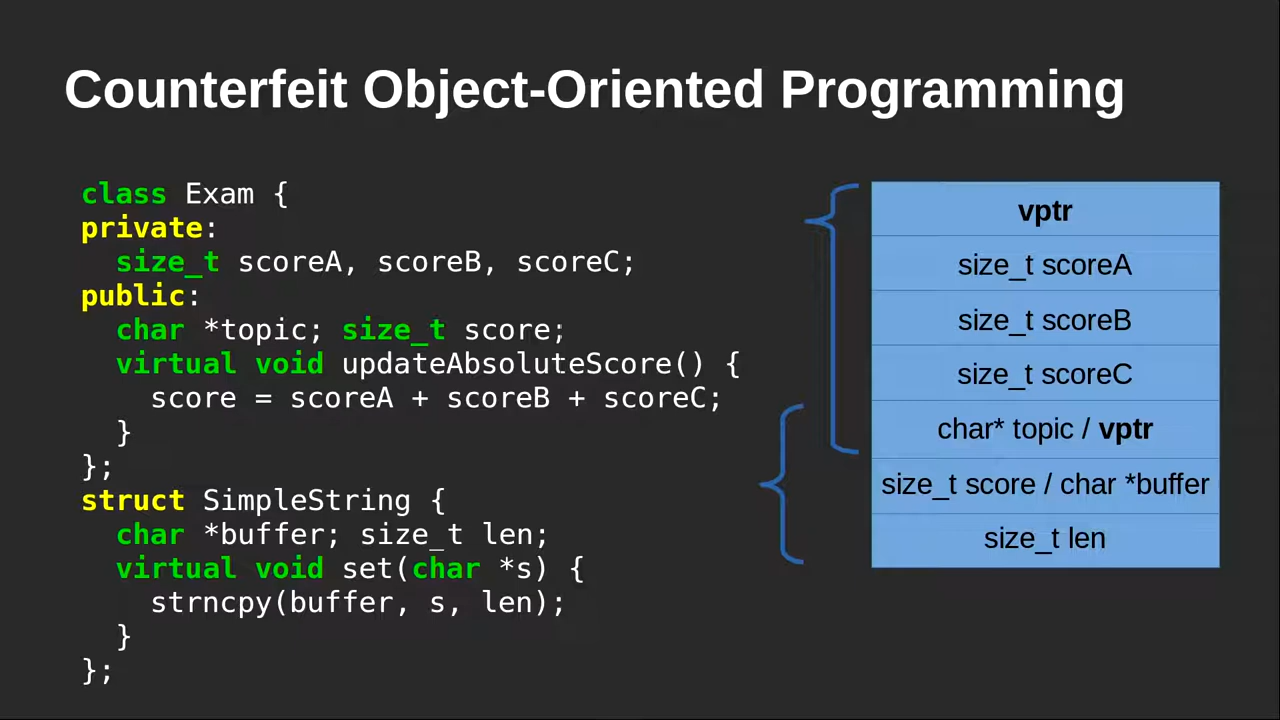 Counterfeit Object-Oriented Programming
class Exam {
private:
  size_t scoreA, scoreB, scoreC;
public:
  char *topic; size_t score;
  virtual void updateAbsoluteScore() {
    score = scoreA + scoreB + scoreC;
  }
};
struct SimpleString {
  char *buffer; size_t len;
  virtual void set(char *s) {
    strncpy(buffer, s, len);
  }
};
vptr
size_t scoreA
size_t scoreB
size_t scoreC
char* topic / vptr
size_t score / char *buffer
size_t len